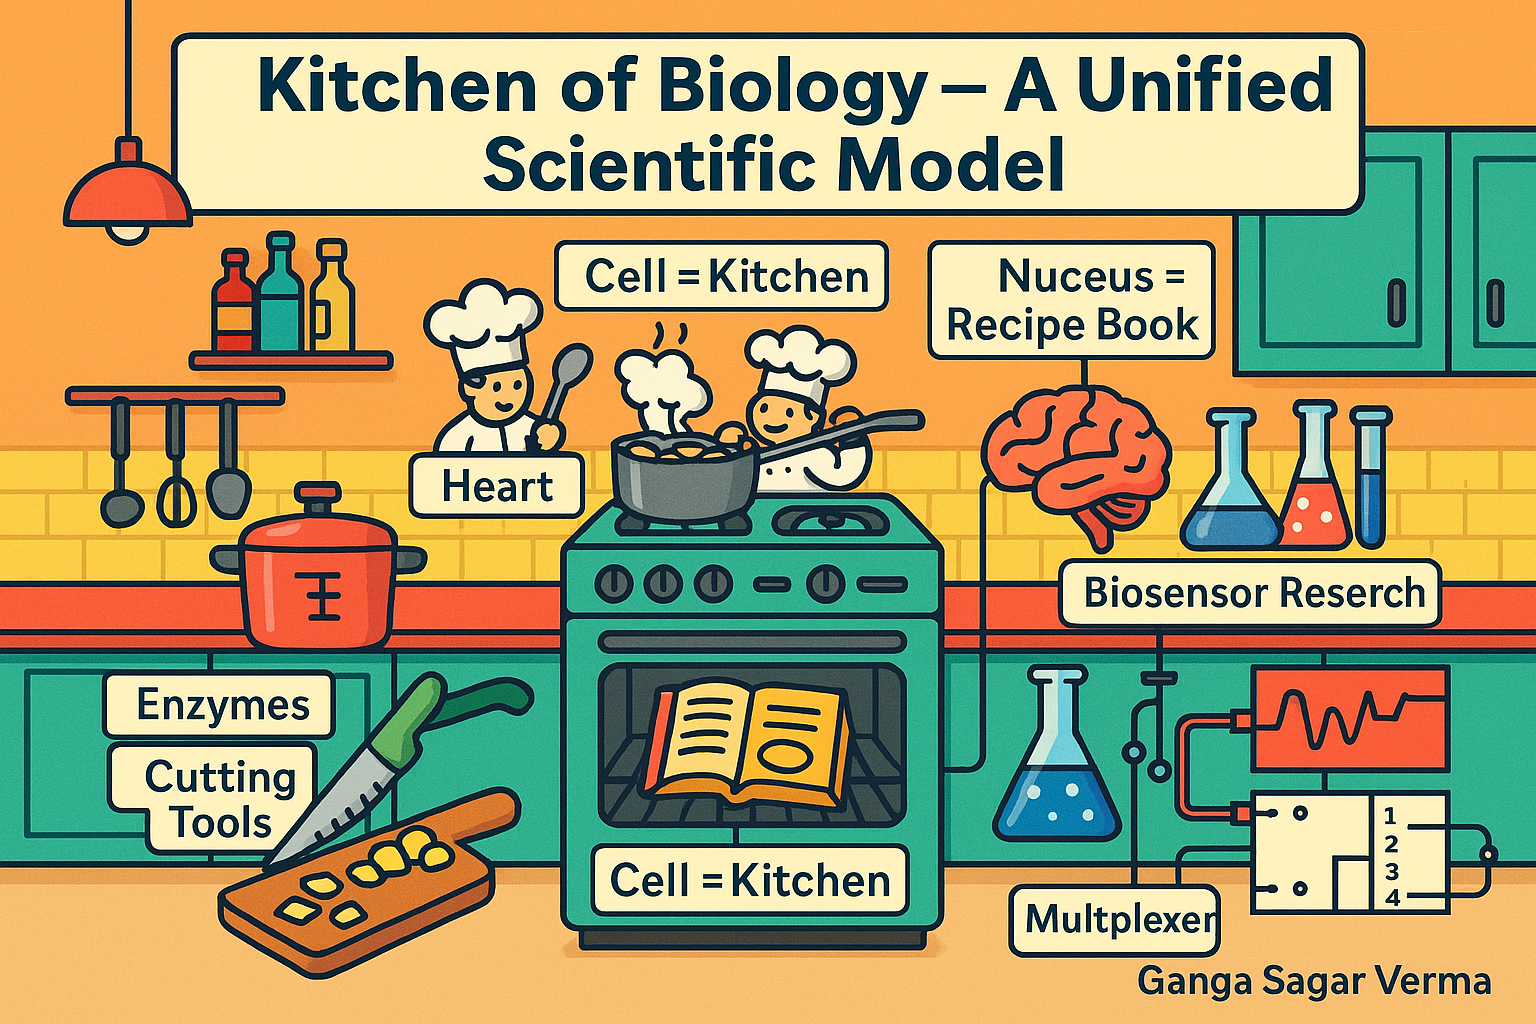 Kitchen of Biology – A Unified
Scientific Model
Cell = Kitchen
Nuceus =
Recipe Book
Heart
Biosensor Reserch
Enzymes
Cutting
Tools
Cell = Kitchen
1
2
3
4
Multplexer
Ganga Sagar Verma